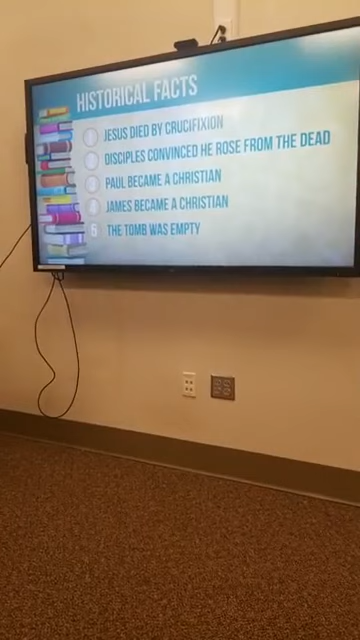 HISTORICAL FACTS
JESUS DIED BY CRUCIFIXION
DISCIPLES CONVINCED HE ROSE FROM THE DEAD
PAUL BECAME A CHRISTIAN
JAMES BECAME A CHRISTIAN
5 THE TOMB WAS EMPTY